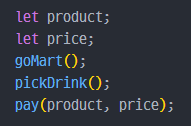 let product;
let price;
goMart();
pickDrink();
pay(product, price);